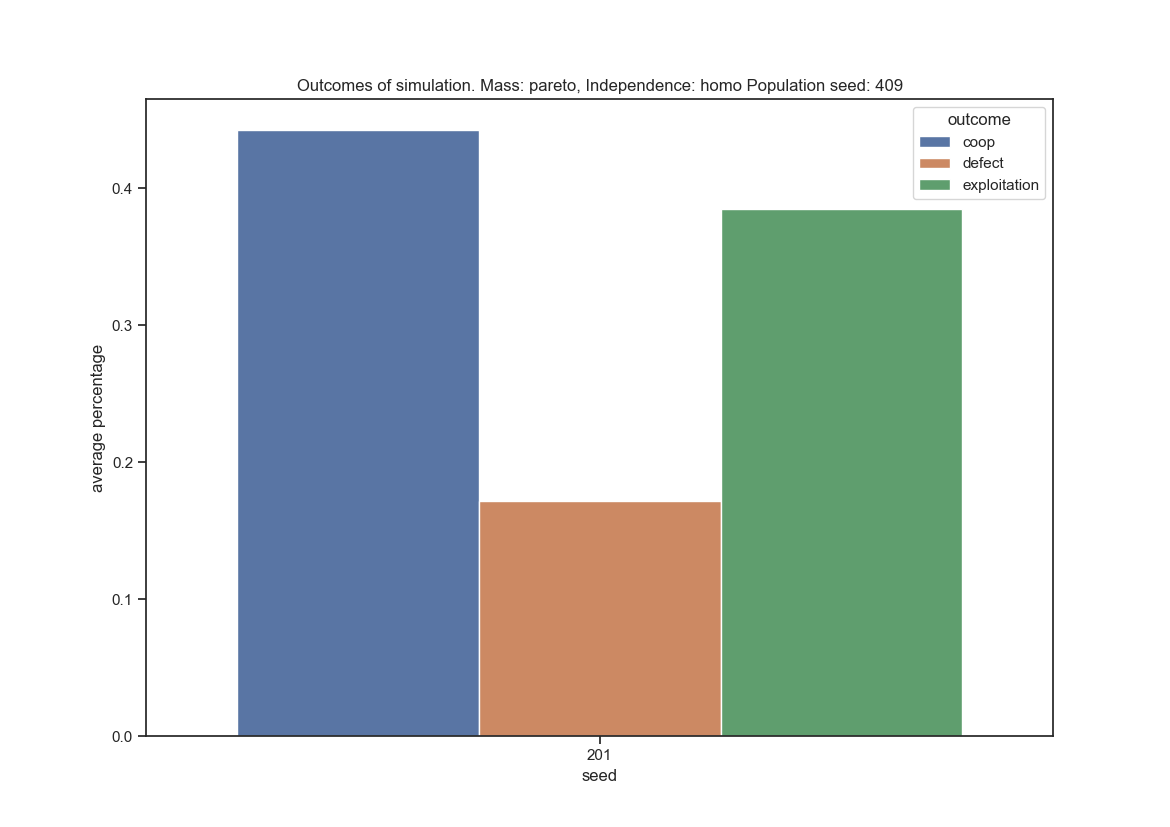 Outcomes of simulation. Mass: pareto, Independence: homo Population seed: 409
outcome
coop
defect
exploitation
average percentage
0.4
0.3
0.2
0.1
0.0
201
seed